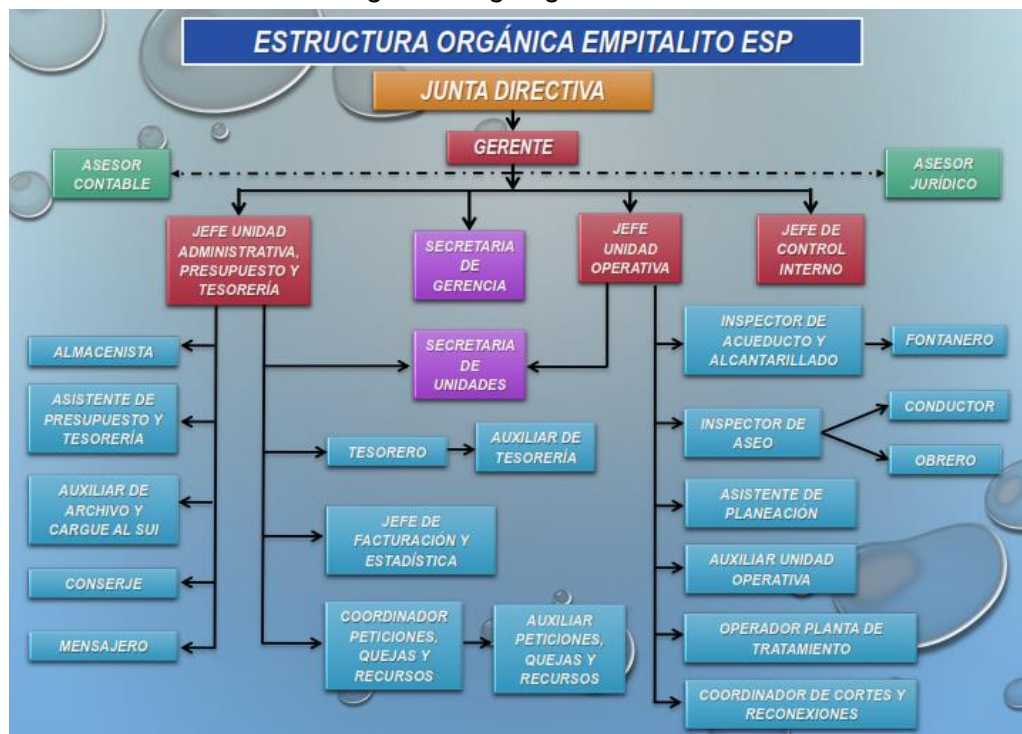 ESTRUCTURA ORGÁNICA EMPITALITO ESP
JUNTA DIRECTIVA
GERENTE
ASESOR
CONTABLE
ASESOR
JURÍDICO
JEFE UNIDAD
ADMINISTRATIVA,
PRESUPUESTO Y
TESORERÍA
SECRETARIA
DE
GERENCIA
JEFE
UNIDAD
OPERATIVA
JEFE DE
CONTROL
INTERNO
ALMACENISTA
ASISTENTE DE
PRESUPUESTO Y
TESORERÍA
AUXILIAR DE
ARCHIVO Y
CARGUE AL SUI
CONSERJE
MENSAJERO
SECRETARIA
DE
UNIDADES
TESORERO
AUXILIAR DE
TESORERÍA
JEFE DE
FACTURACIÓN Y
ESTADÍSTICA
COORDINADOR
PETICIONES,
QUEJAS Y
RECURSOS
AUXILIAR
PETICIONES,
QUEJAS Y
RECURSOS
INSPECTOR DE
ACUEDUCTO Y
ALCANTARILLADO
FONTANERO
INSPECTOR DE
ASEO
CONDUCTOR
OBRERO
ASISTENTE DE
PLANEACIÓN
AUXILIAR UNIDAD
OPERATIVA
OPERADOR PLANTA DE
TRATAMIENTO
COORDINADOR DE CORTES Y
RECONEXIONES